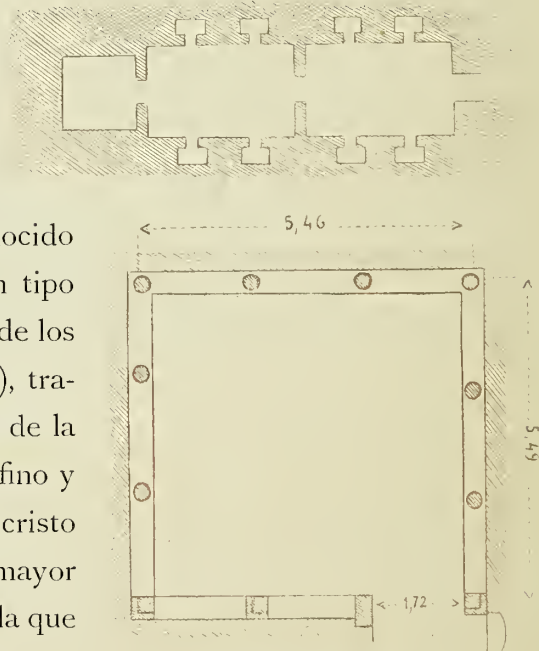 5,46
ocido
n tipo
de los
), tra-
de la
fino y
cristo
mayor
la que
5,49
1,72